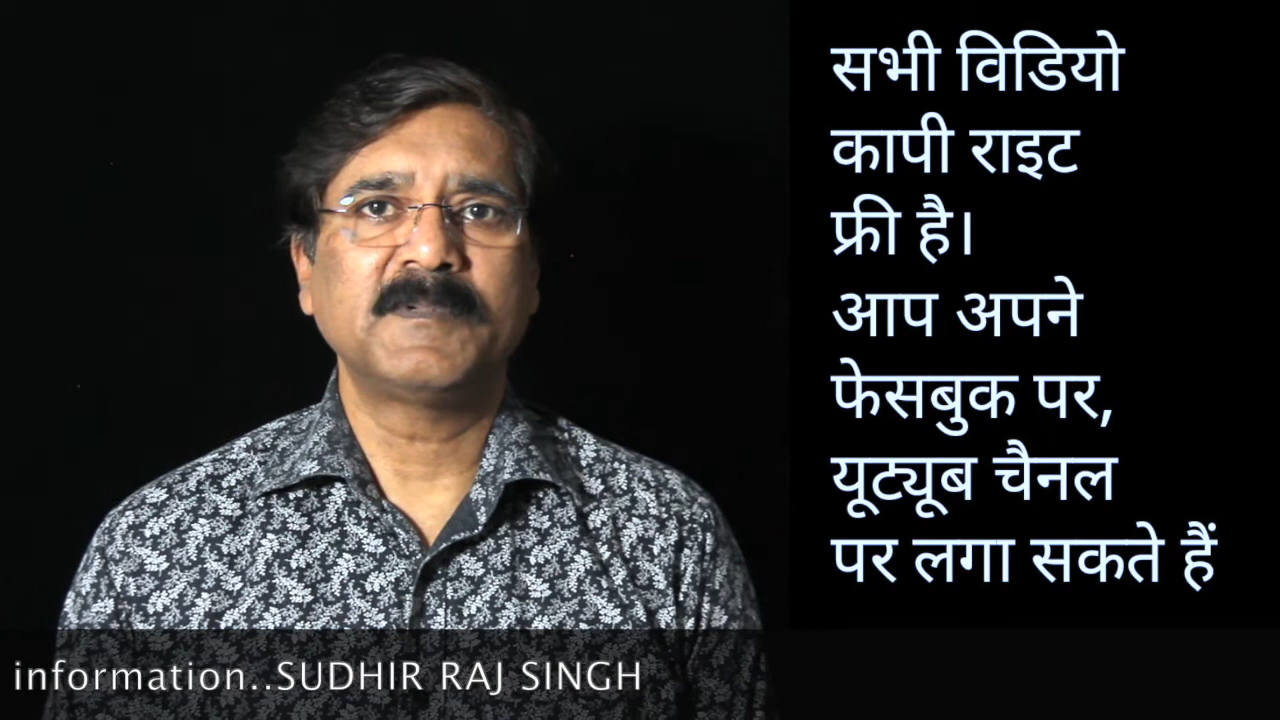 सभी विडियो
कापी राइट
फ्री है।
आप अपने
फेसबुक पर,
यूट्यूब चैनल
पर लगा सकते हैं
information..SUDHIR RAJ SINGH